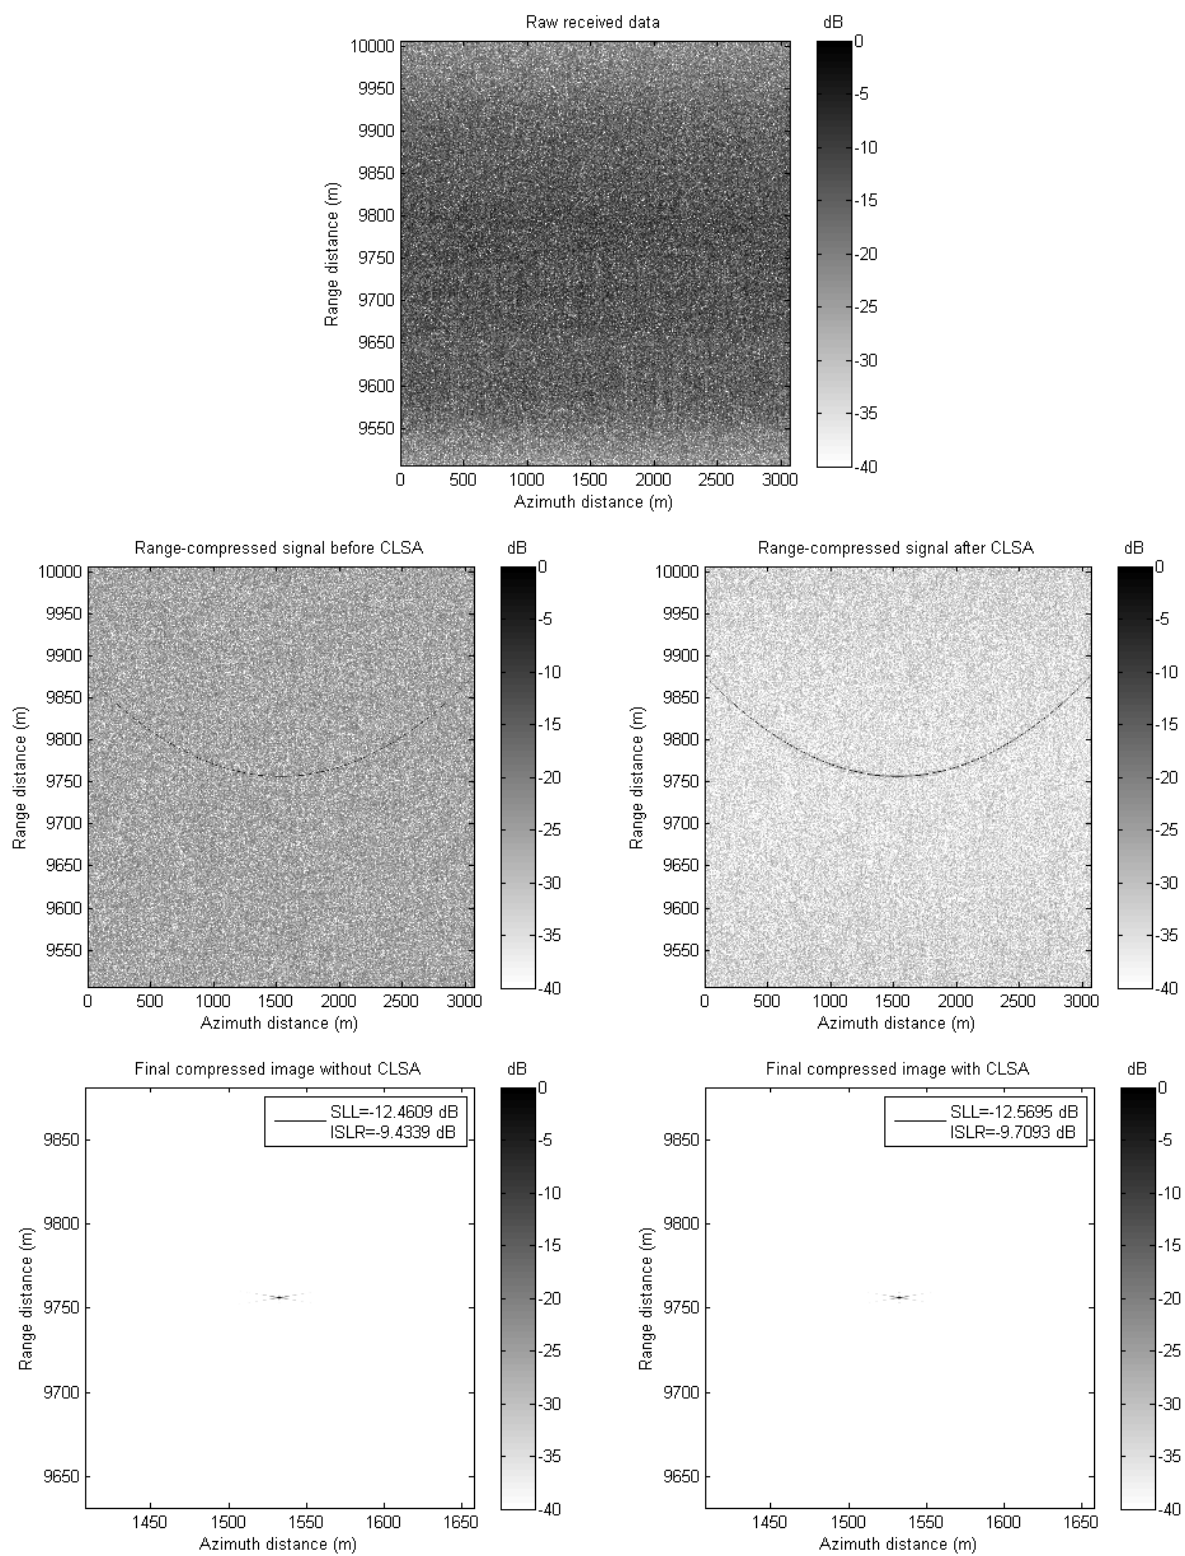 Raw received data
dB
10000
9950
9900
9850
9800
9750
9700
9650
9600
9550
Range distance (m)
0
-5
-10
-15
-20
-25
-30
-35
-40
0 500 1000 1500 2000 2500 3000
Azimuth distance (m)
Range-compressed signal before CLSA
dB
10000
9950
9900
9850
9800
9750
9700
9650
9600
9550
Range distance (m)
0
-5
-10
-15
-20
-25
-30
-35
-40
0 500 1000 1500 2000 2500 3000
Azimuth distance (m)
Range-compressed signal after CLSA
dB
10000
9950
9900
9850
9800
9750
9700
9650
9600
9550
Range distance (m)
0
-5
-10
-15
-20
-25
-30
-35
-40
0 500 1000 1500 2000 2500 3000
Azimuth distance (m)
Final compressed image without CLSA
dB
SLL=-12.4609 dB
ISLR=-9.4339 dB
9850
9800
9750
9700
9650
Range distance (m)
0
-5
-10
-15
-20
-25
-30
-35
-40
1450 1500 1550 1600 1650
Azimuth distance (m)
Final compressed image with CLSA
dB
SLL=-12.5695 dB
ISLR=-9.7093 dB
9850
9800
9750
9700
9650
Range distance (m)
0
-5
-10
-15
-20
-25
-30
-35
-40
1450 1500 1550 1600 1650
Azimuth distance (m)